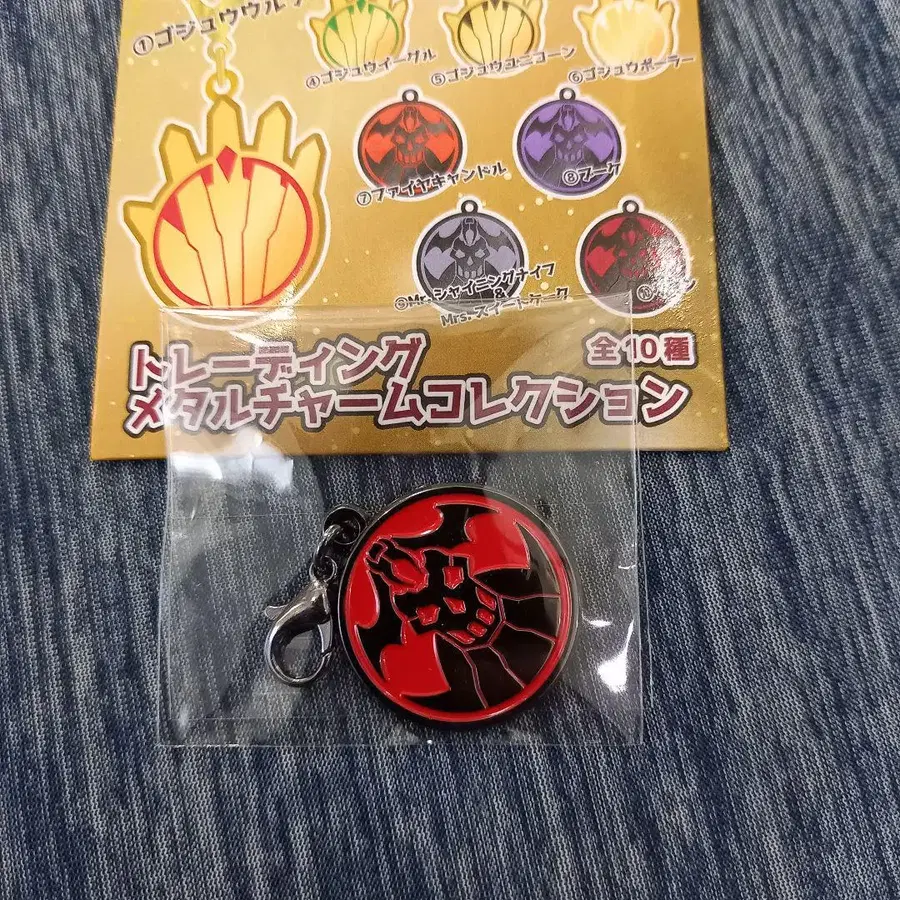 ①ゴジュウウル
④ゴジュウイーグル
⑤ゴジュウユニコーン
⑥ゴジュウポーラー
⑦ファイヤキャンドル
⑧ブーケ
⑨Mr. シャイニングナイフ
&
Mrs. スイートケーク
トレーディング
全10種
メタルチャームコレクション